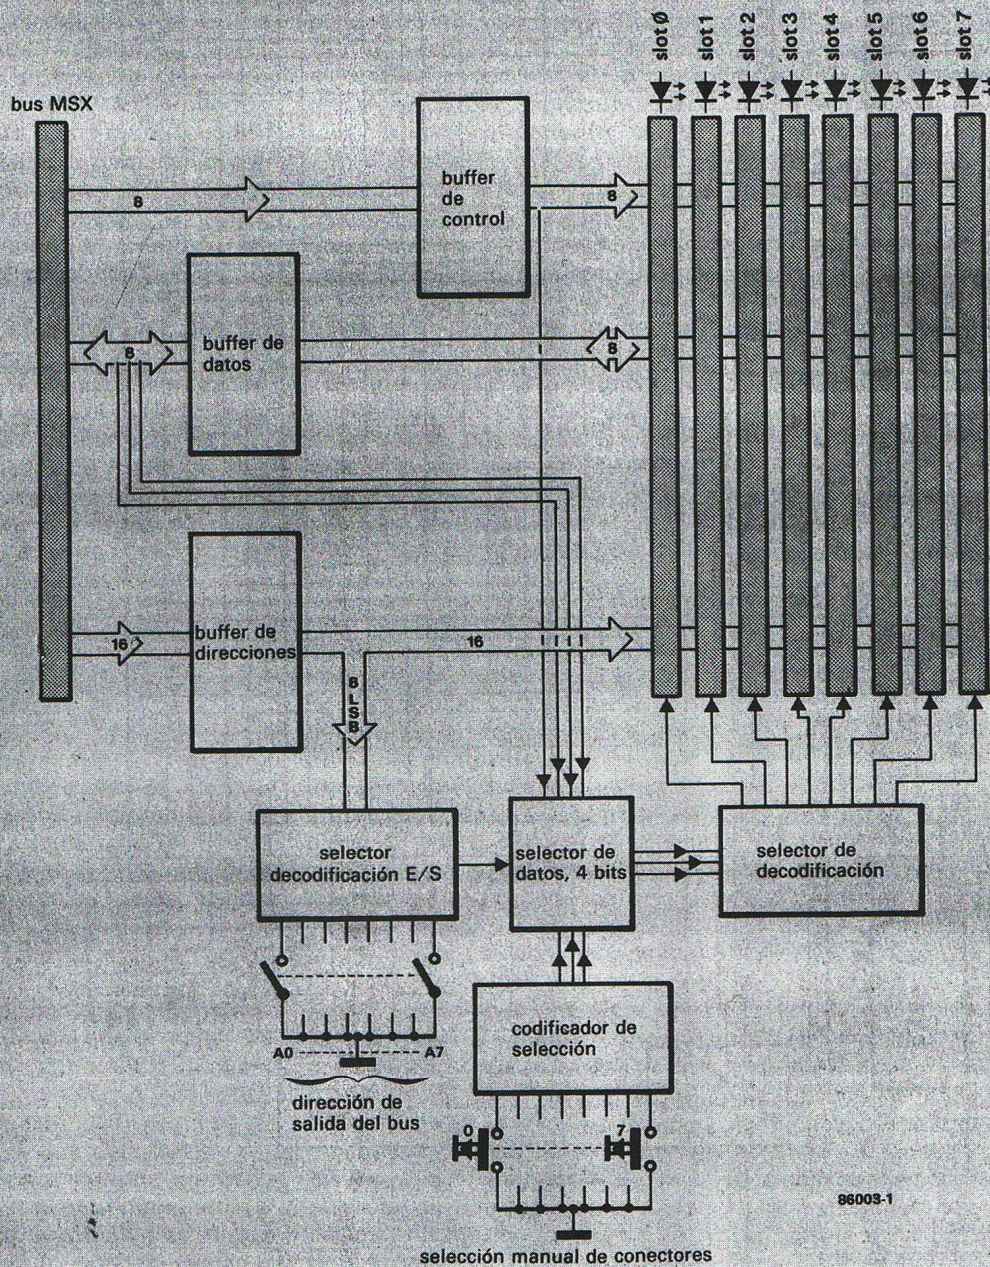 slot 0
slot 1
slot 2
slot 3
slot 4
slot 5
slot 6
slot 7
bus MSX
buffer
de
control
8
8
buffer de
datos
8
8
buffer de
direcciones
16
16
8
LSB
selector
decodificación E/S
selector de
datos, 4 bits
selector de
decodificación
A0
A7
dirección de
salida del bus
codificador de
selección
0
7
86003-1
selección manual de conectores